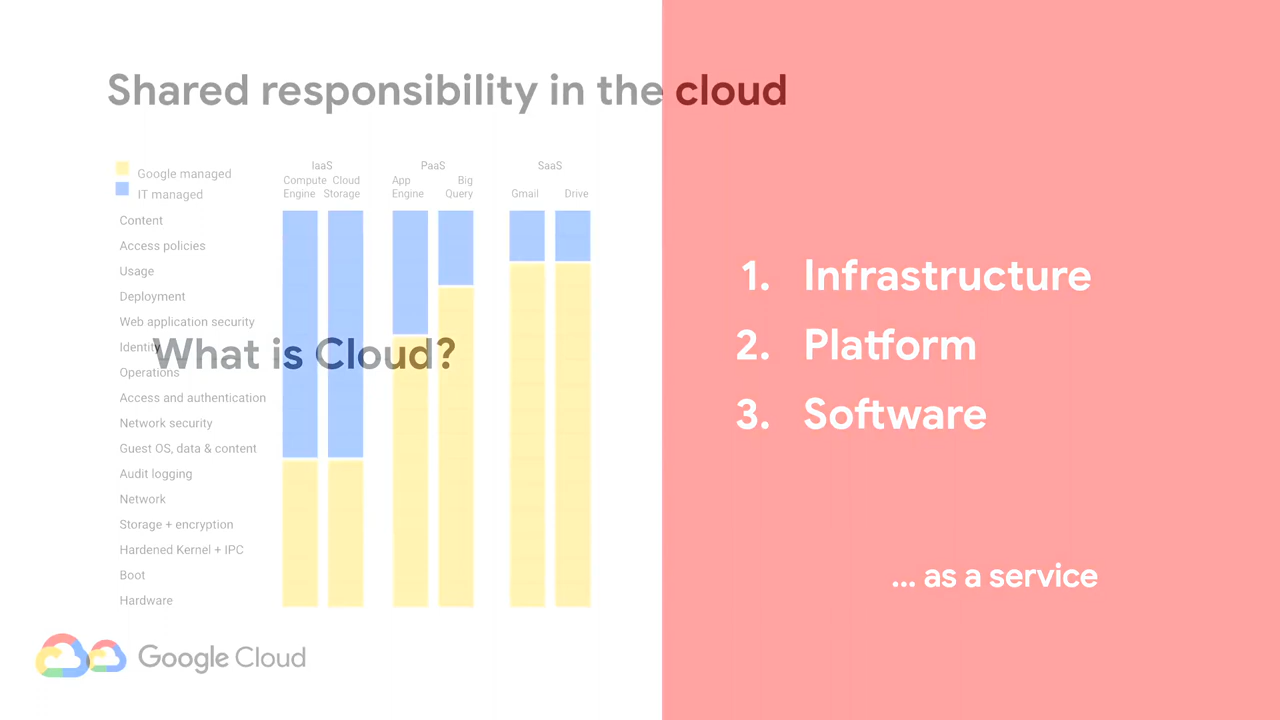 Shared responsibility in the cloud
Google managed
IT managed
IaaS
PaaS
SaaS
Compute Engine
Cloud Storage
App Engine
Big Query
Gmail
Drive
Content
Access policies
Usage
Deployment
Web application security
Identity
Operations
Access and authentication
Network security
Guest OS, data & content
Audit logging
Network
Storage + encryption
Hardened Kernel + IPC
Boot
Hardware
What is Cloud?
1. Infrastructure
2. Platform
3. Software
... as a service
Google Cloud